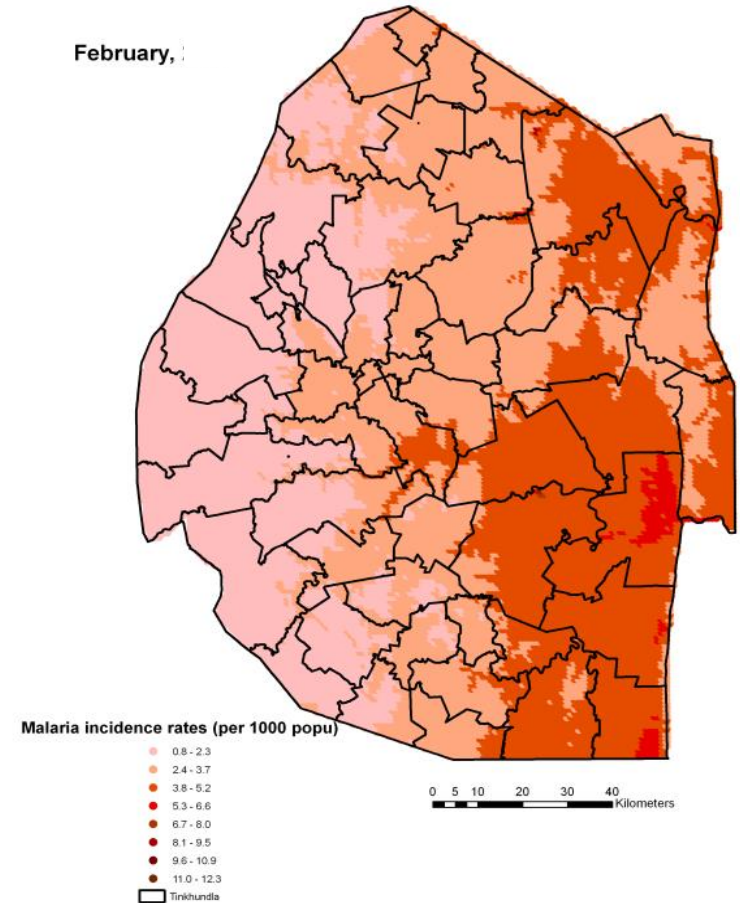 February,
Malaria incidence rates (per 1000 popu)
0.8 - 2.3
2.4 - 3.7
3.8 - 5.2
5.3 - 6.6
6.7 - 8.0
8.1 - 9.5
9.6 - 10.9
11.0 - 12.3
Tinkhundla
0 5 10 20 30 40
Kilometers